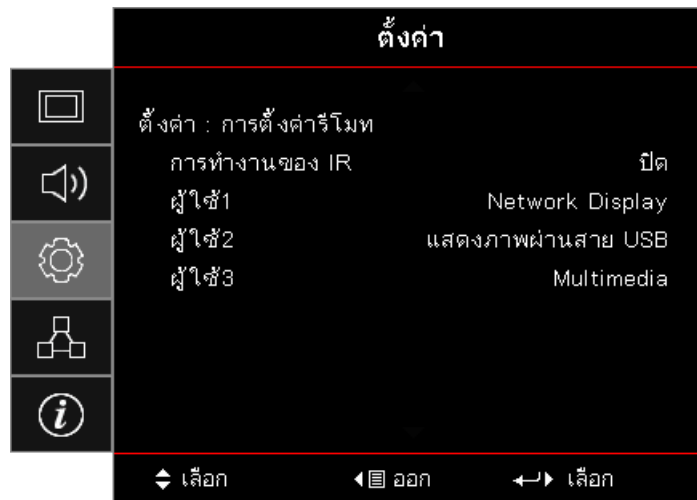 ตั้งค่า
ตั้งค่า : การตั้งค่ารีโมท
การทำงานของ IR ปิด
ผู้ใช้1 Network Display
ผู้ใช้2 แสดงภาพผ่านสาย USB
ผู้ใช้3 Multimedia
เลือก ออก เลือก